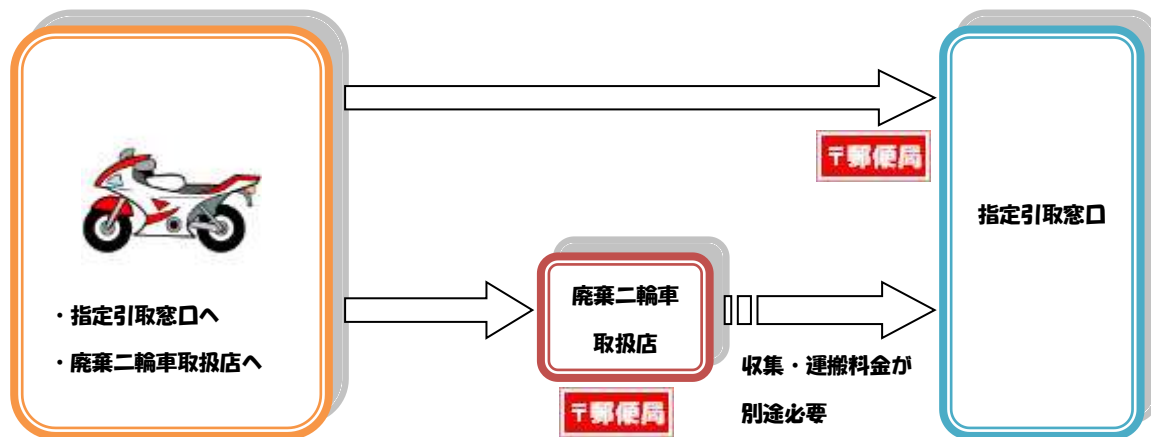 ・指定引取窓口へ
・廃棄二輪車取扱店へ
〒郵便局
廃棄二輪車
取扱店
〒郵便局
収集・運搬料金が
別途必要
指定引取窓口